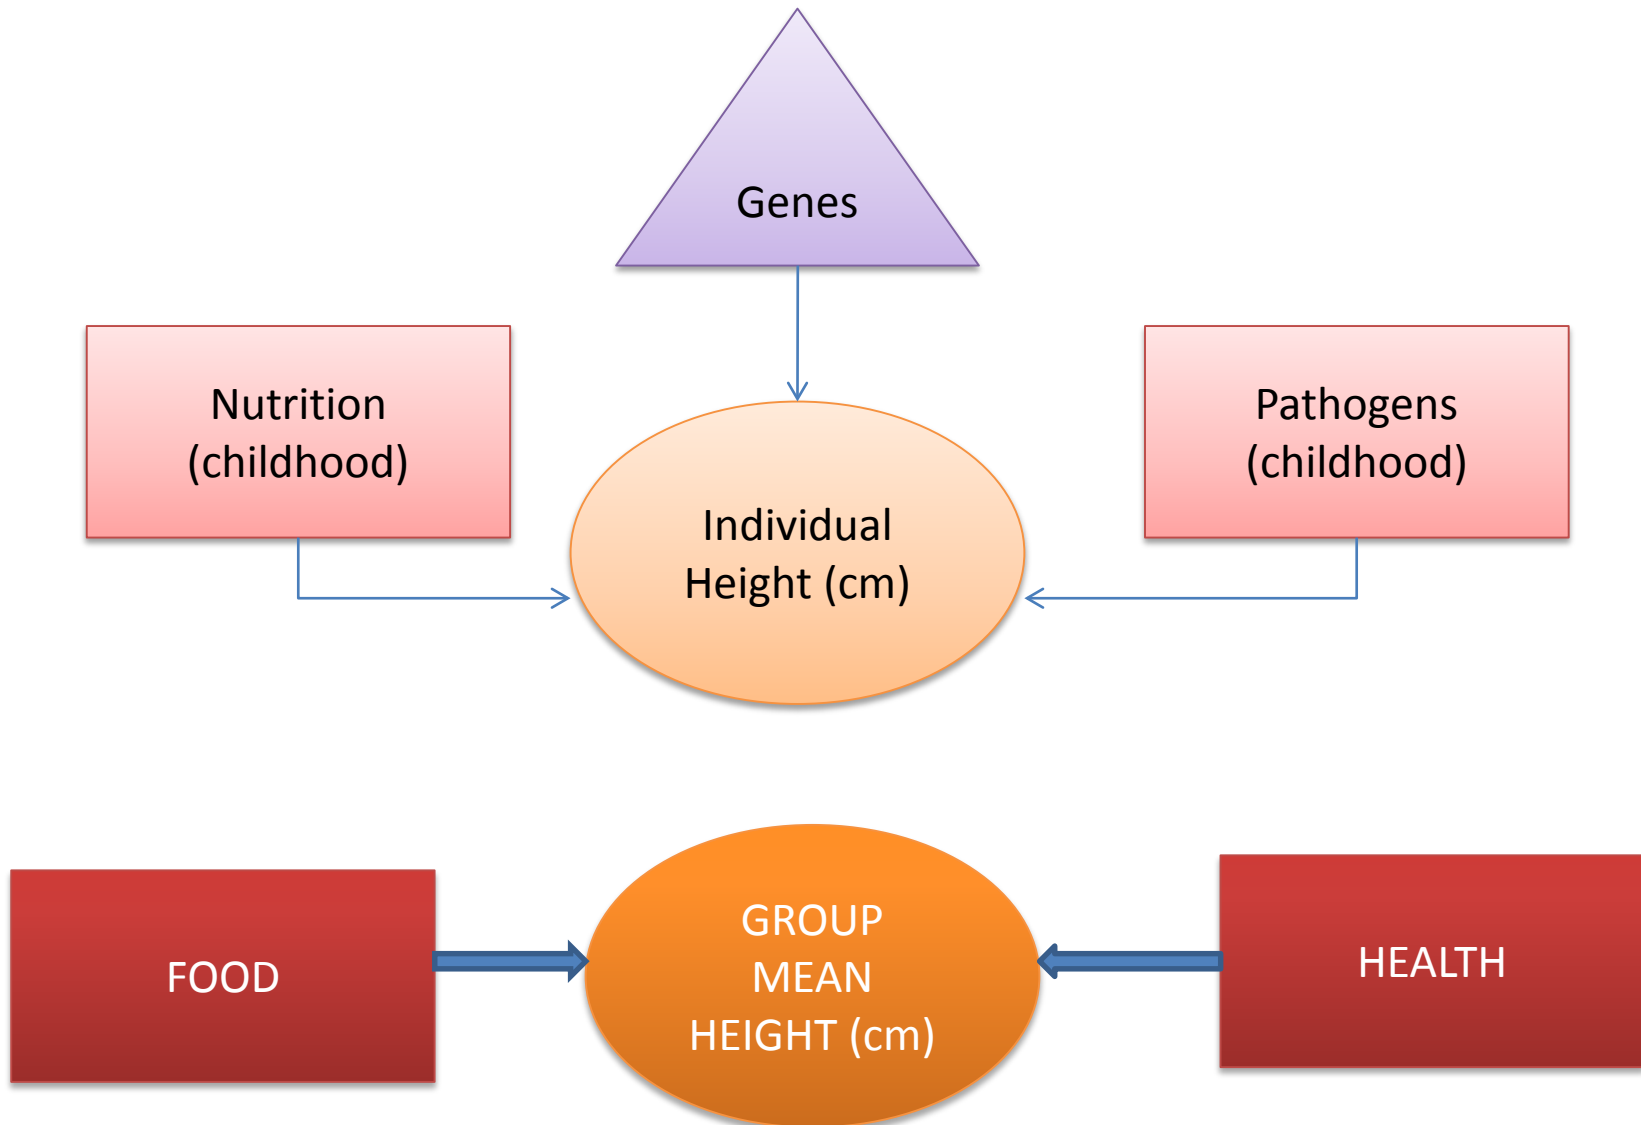 Genes
Nutrition
(childhood)
Pathogens
(childhood)
Individual
Height (cm)
FOOD
GROUP
MEAN
HEIGHT (cm)
HEALTH